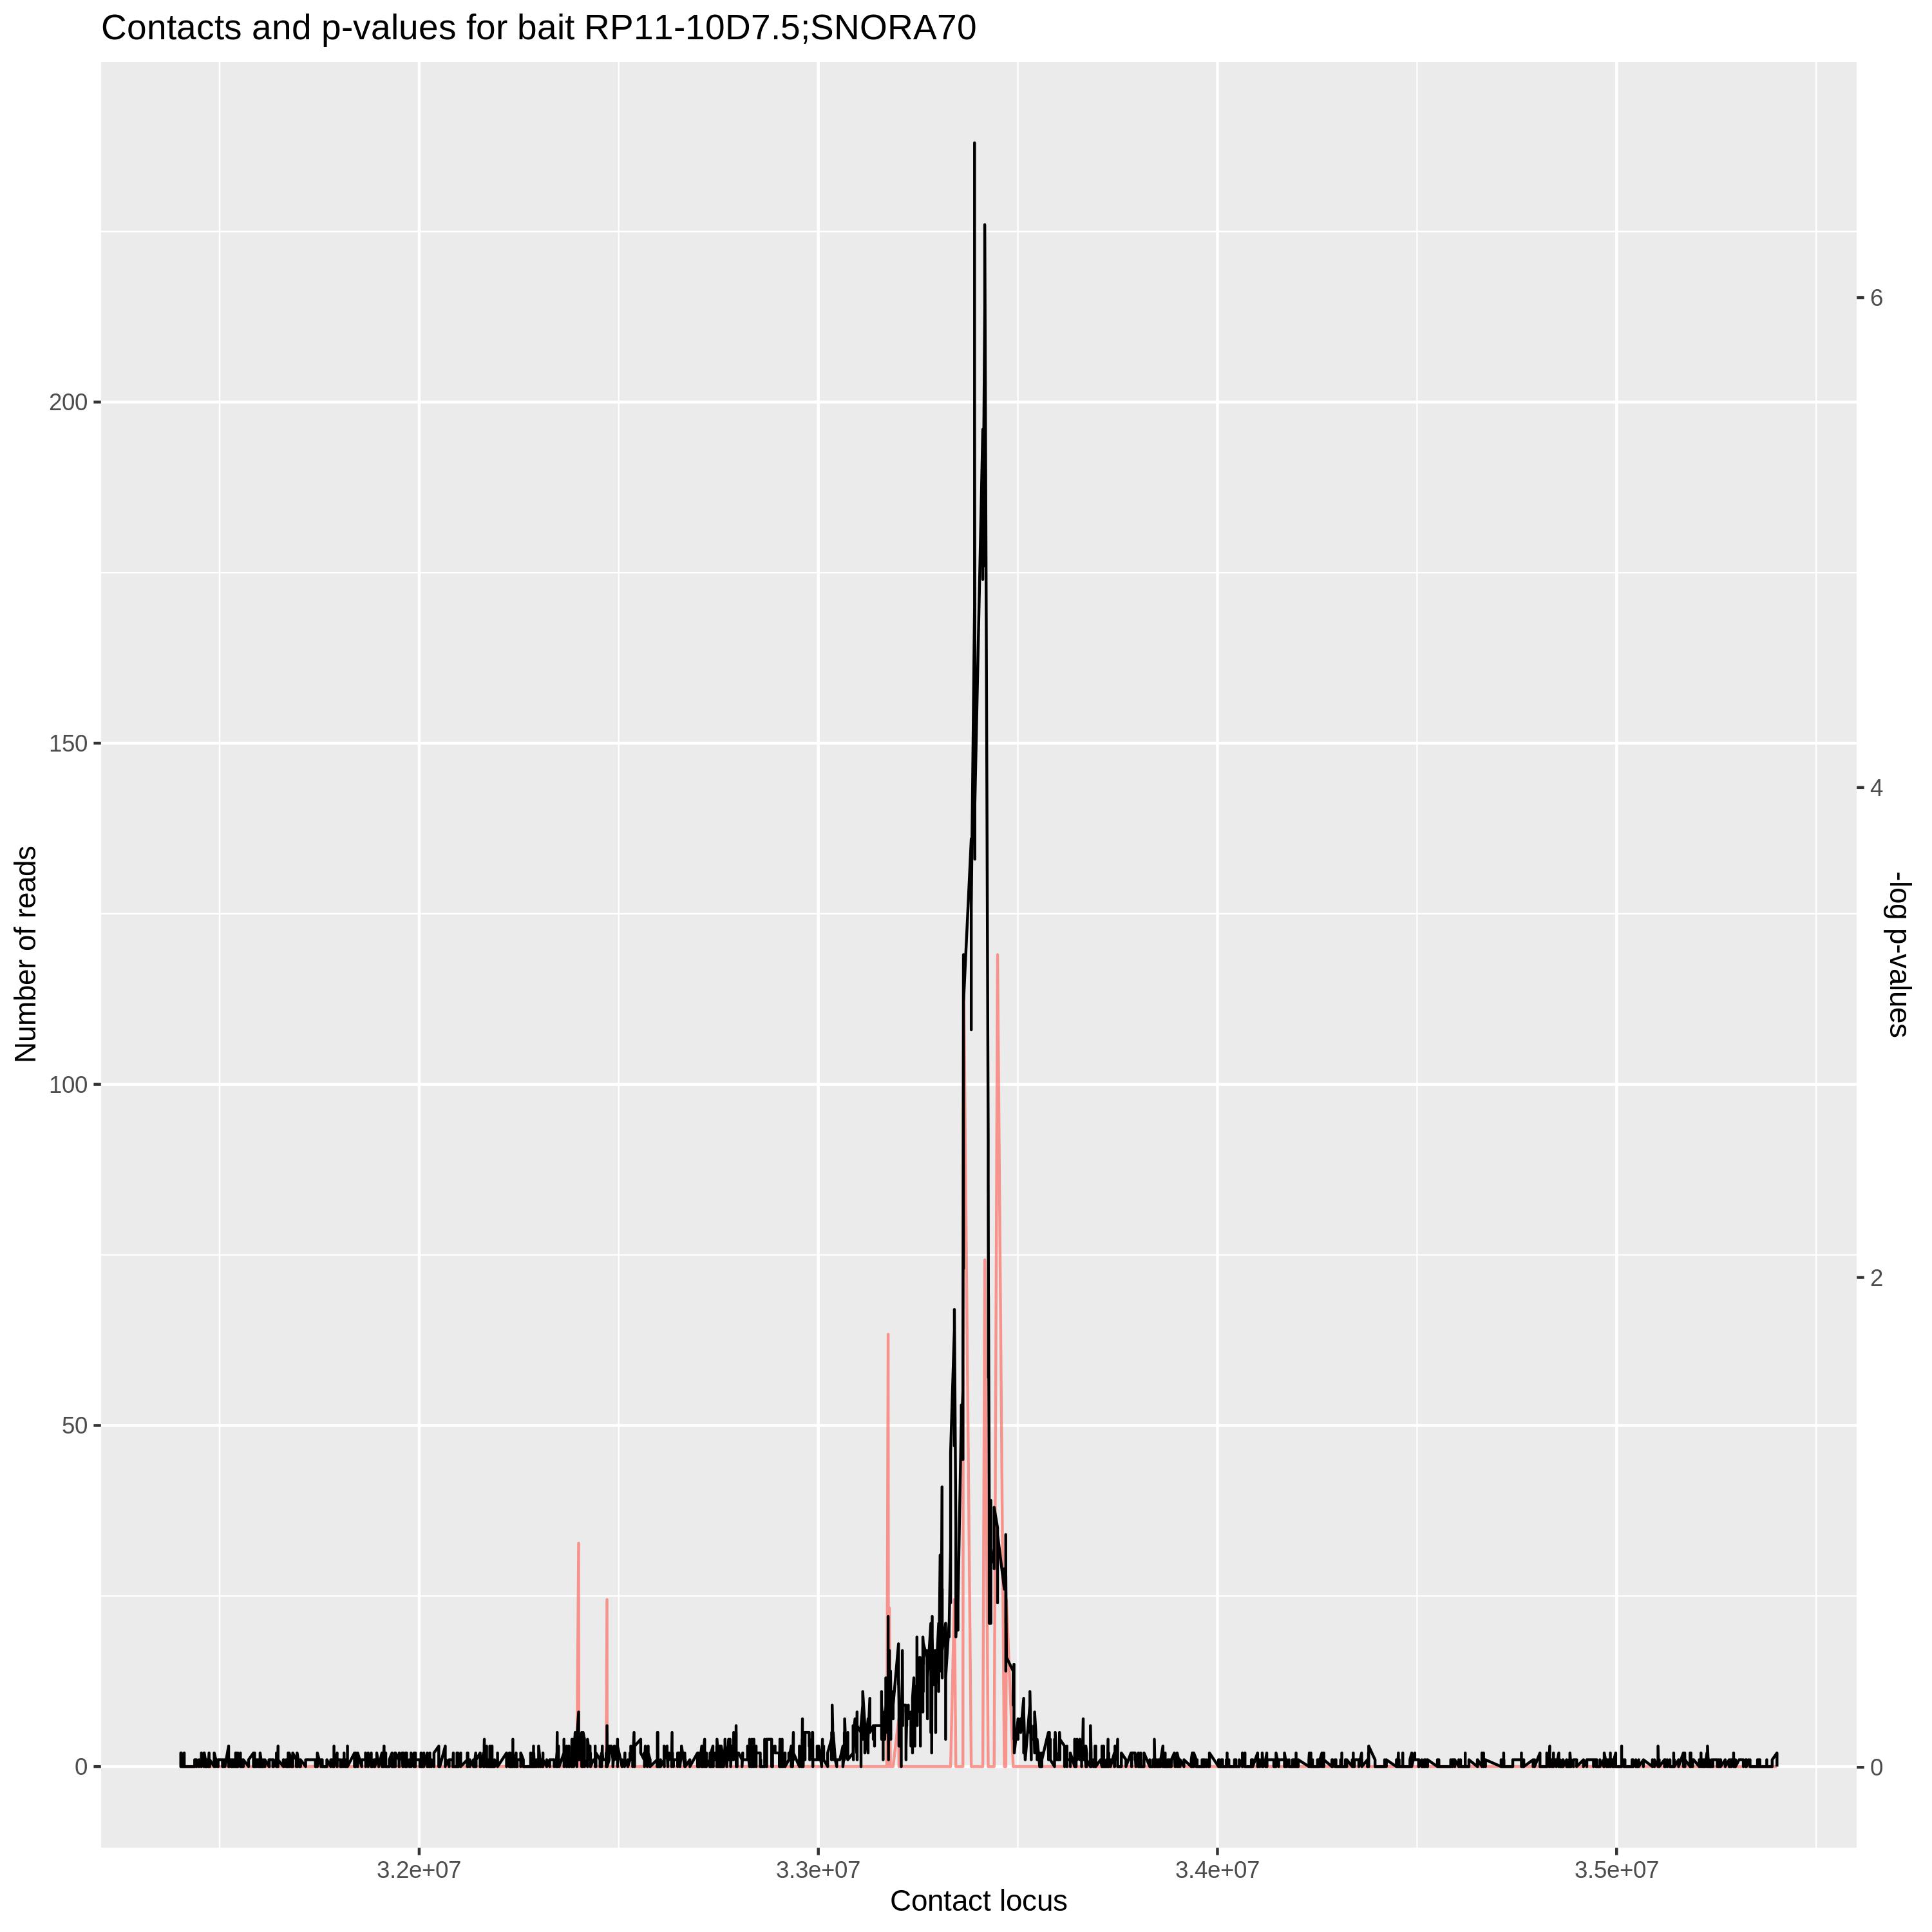 Contacts and p-values for bait RP11-10D7.5;SNORA70
Number of reads
200
150
100
50
0
6
4
2
0
-log p-values
3.2e+07 3.3e+07 3.4e+07 3.5e+07
Contact locus